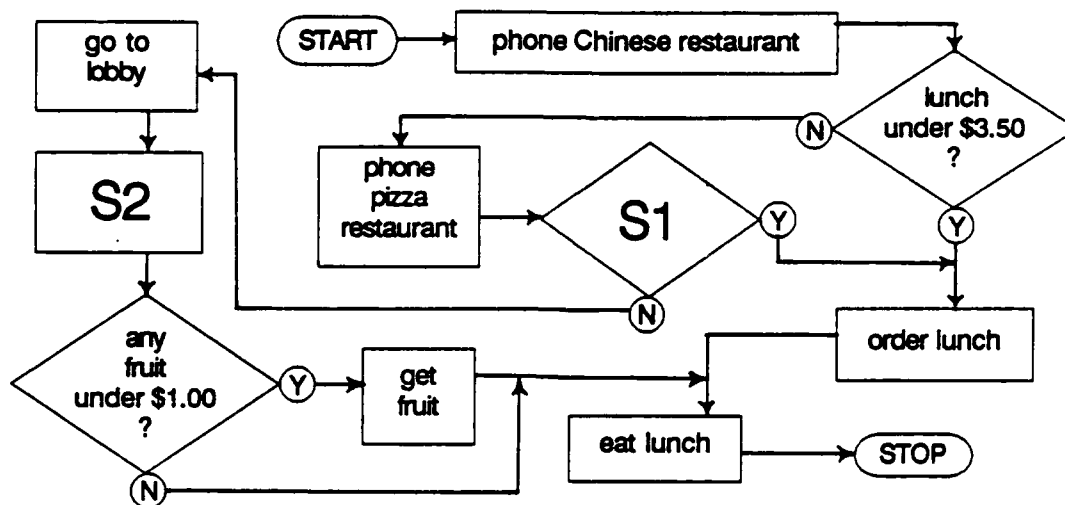 START
phone Chinese restaurant
lunch
under $3.50
?
N
Y
phone
pizza
restaurant
S1
Y
N
go to
lobby
S2
any
fruit
under $1.00
?
Y
N
get
fruit
order lunch
eat lunch
STOP